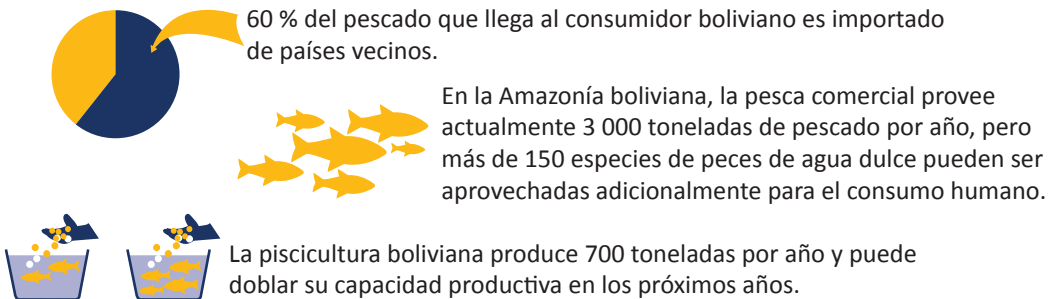 60 % del pescado que llega al consumidor boliviano es importado
de países vecinos.
En la Amazonía boliviana, la pesca comercial provee
actualmente 3 000 toneladas de pescado por año, pero
más de 150 especies de peces de agua dulce pueden ser
aprovechadas adicionalmente para el consumo humano.
La piscicultura boliviana produce 700 toneladas por año y puede
doblar su capacidad productiva en los próximos años.